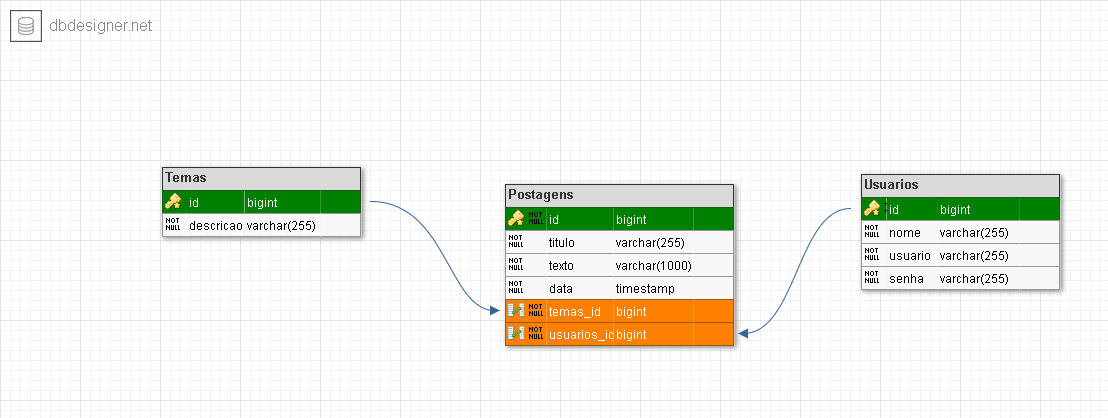 dbdesigner.net
Temas
id bigint
NOT NULL descricao varchar(255)
Postagens
NOT NULL id bigint
NOT NULL titulo varchar(255)
NOT NULL texto varchar(1000)
NOT NULL data timestamp
NOT NULL temas_id bigint
NOT NULL usuarios_id bigint
Usuarios
id bigint
NOT NULL nome varchar(255)
NOT NULL usuario varchar(255)
NOT NULL senha varchar(255)